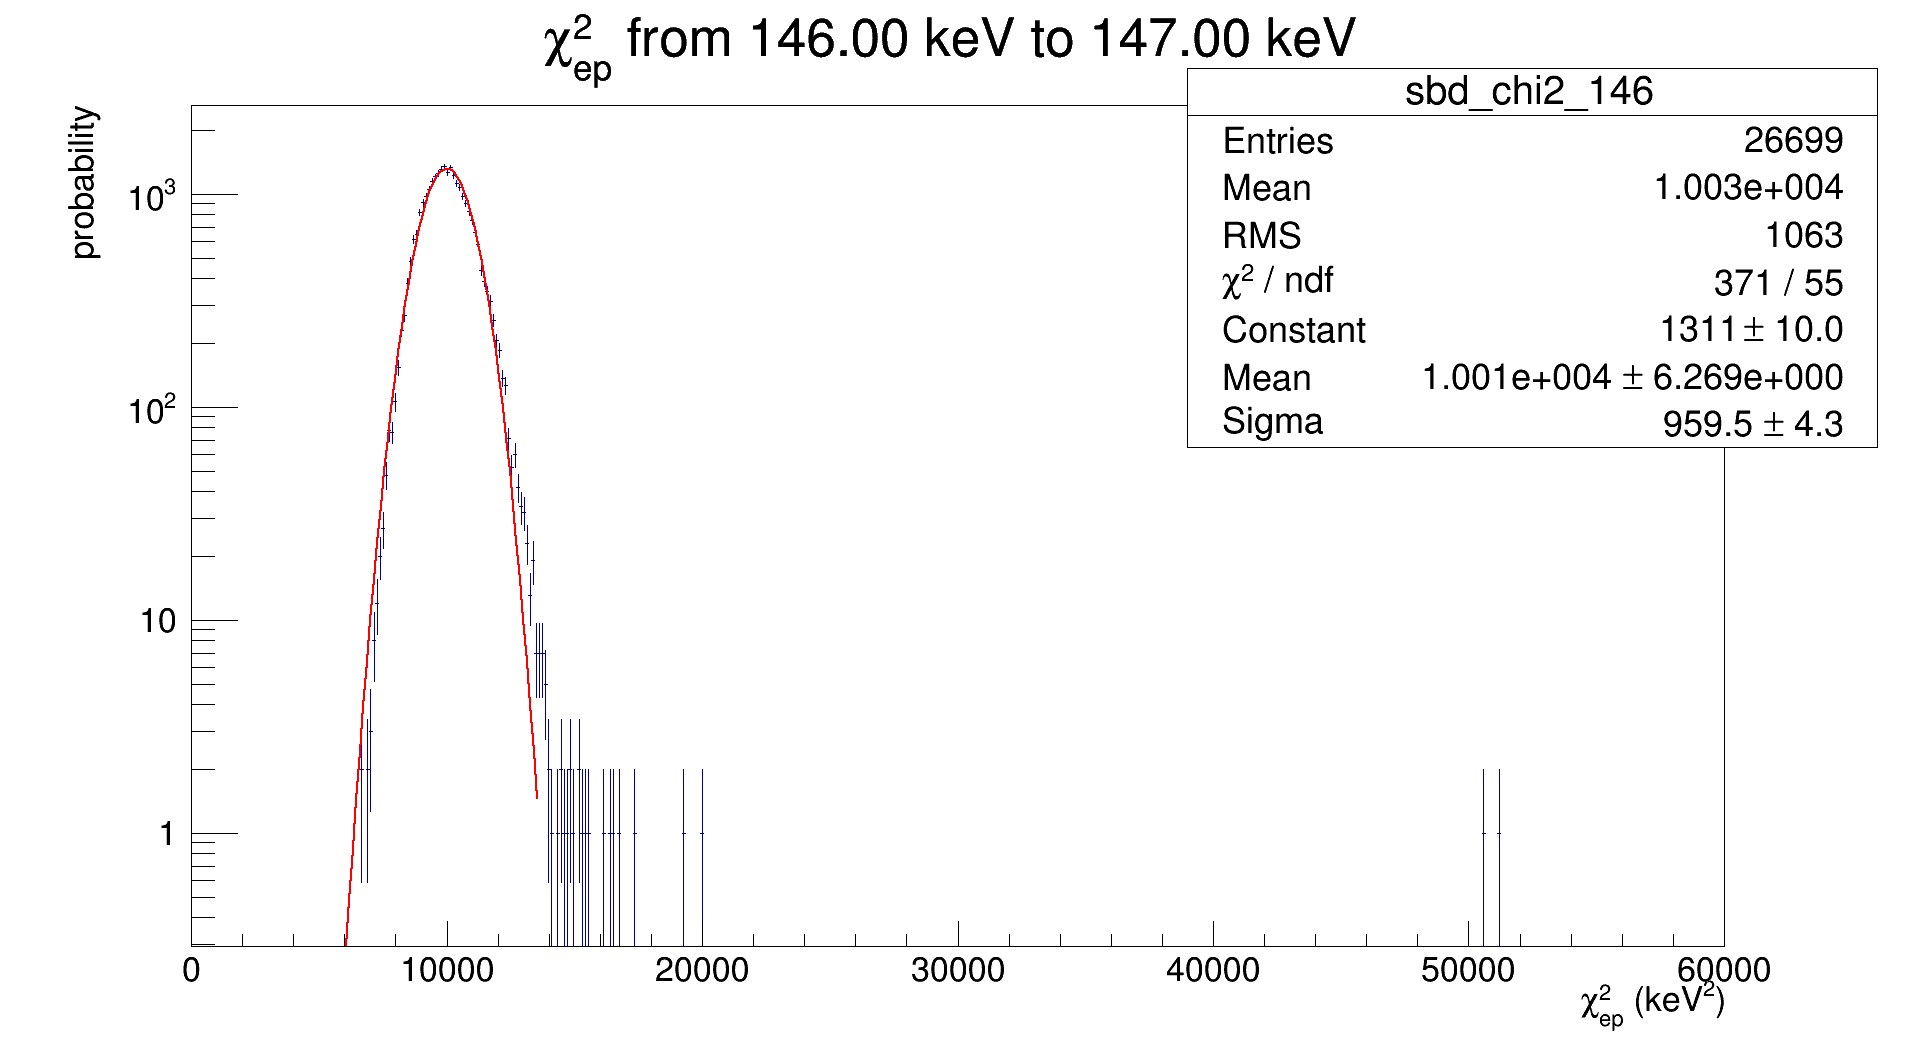 χ²ep from 146.00 keV to 147.00 keV
sbd_chi2_146
Entries 26699
Mean 1.003e+004
RMS 1063
χ² / ndf 371 / 55
Constant 1311 ± 10.0
Mean 1.001e+004 ± 6.269e+000
Sigma 959.5 ± 4.3
probability
10³
10²
10
1
0 10000 20000 30000 40000 50000 60000
χ²ep (keV²)